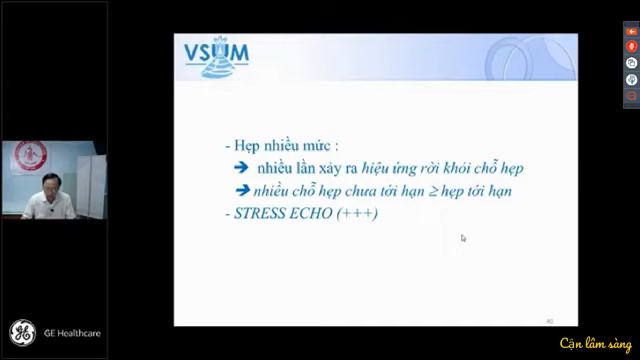 VSUM
- Hẹp nhiều mức :
➔ nhiều lần xảy ra hiệu ứng rời khỏi chỗ hẹp
➔ nhiều chỗ hẹp chưa tới hạn ≥ hẹp tới hạn
- STRESS ECHO (+++)
40
GE Healthcare
Cận lâm sàng